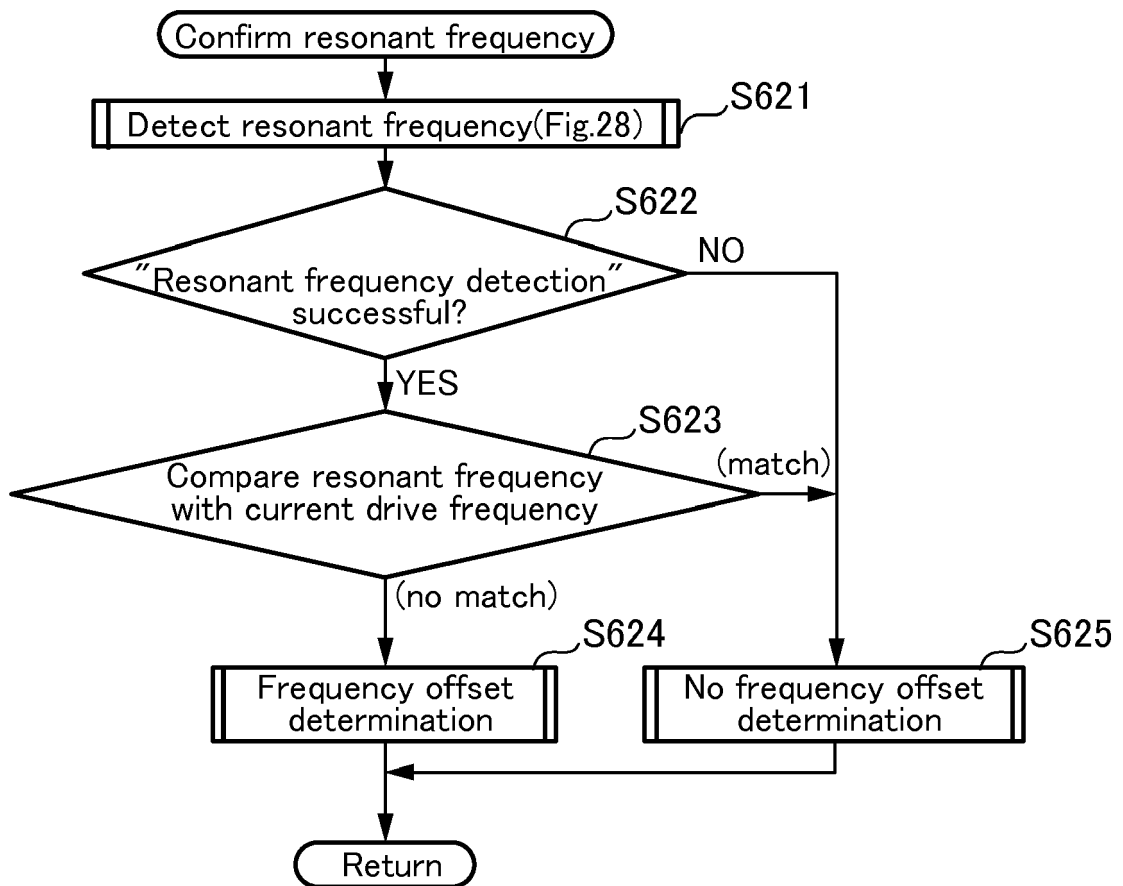 Confirm resonant frequency
S621
Detect resonant frequency(Fig.28)
S622
NO
"Resonant frequency detection"
successful?
YES
S623
(match)
Compare resonant frequency
with current drive frequency
(no match)
S624
S625
Frequency offset
determination
No frequency offset
determination
Return